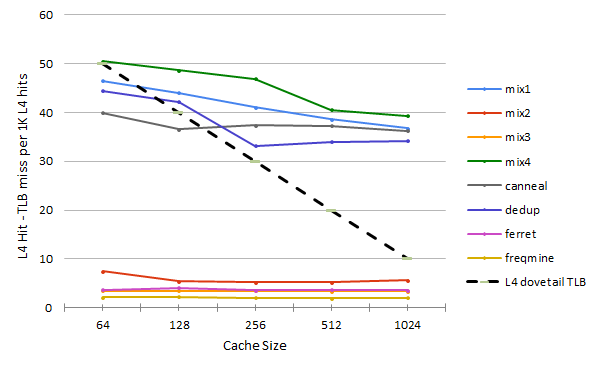 60
50
40
30
20
10
0
L4 Hit - TLB miss per 1K L4 hits
64 128 256 512 1024
Cache Size
mix1
mix2
mix3
mix4
canneal
dedup
ferret
freqmine
L4 dovetail TLB